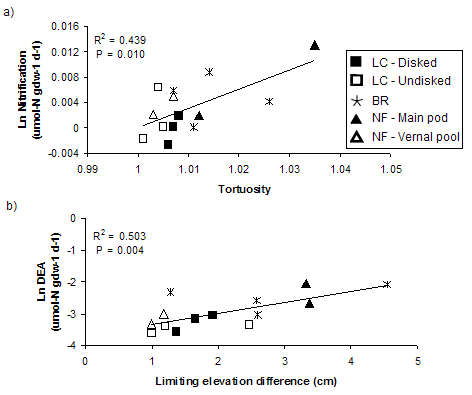 a)
Ln Nitrification
(umol-N gdw-1 d-1)
0.016
0.012
0.008
0.004
0
-0.004
R2 = 0.439
P = 0.010
0.99
1
1.01
1.02
1.03
1.04
1.05
Tortuosity
LC - Disked
LC - Undisked
BR
NF - Main pod
NF - Vernal pool
b)
Ln DEA
(umol-N gdw-1 d-1)
0
-1
-2
-3
-4
R2 = 0.503
P = 0.004
0
1
2
3
4
5
Limiting elevation difference (cm)